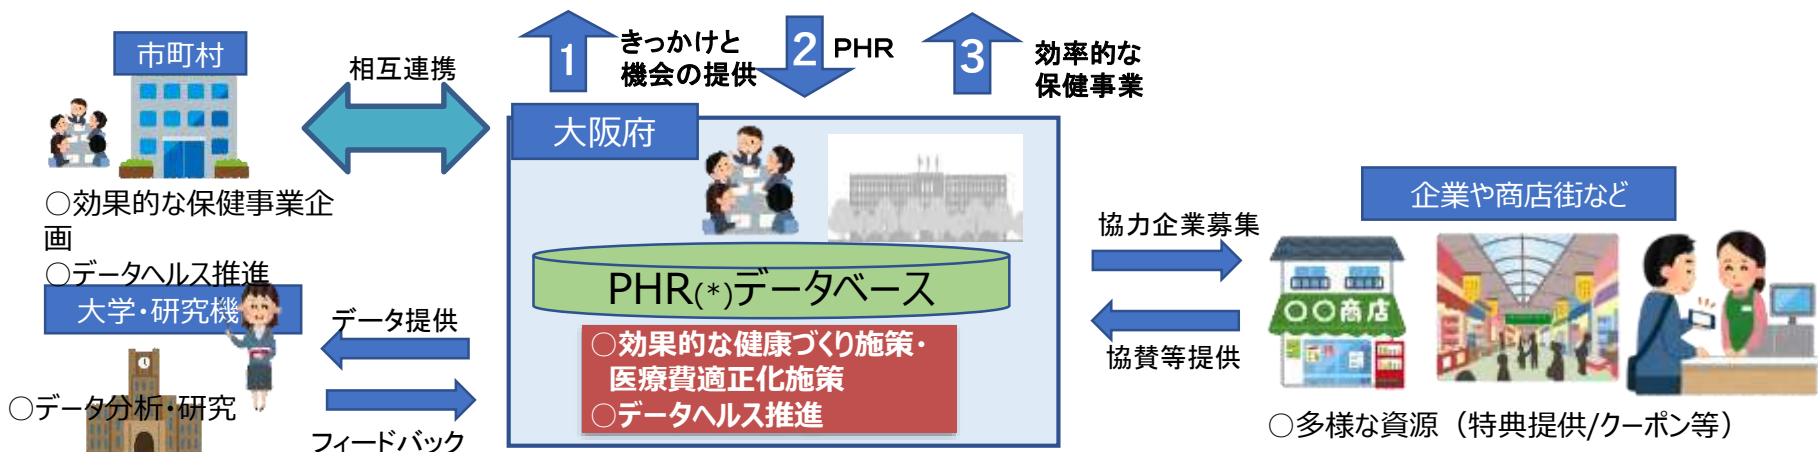 市町村
相互連携
1
きっかけと
機会の提供
2
PHR
3
効率的な
保健事業
大阪府
○効果的な保健事業企
画
○データヘルス推進
PHR(*)データベース
○効果的な健康づくり施策・
医療費適正化施策
○データヘルス推進
大学・研究機
データ提供
フィードバック
○データ分析・研究
協力企業募集
協賛等提供
企業や商店街など
○○商店
○多様な資源（特典提供/クーポン等）